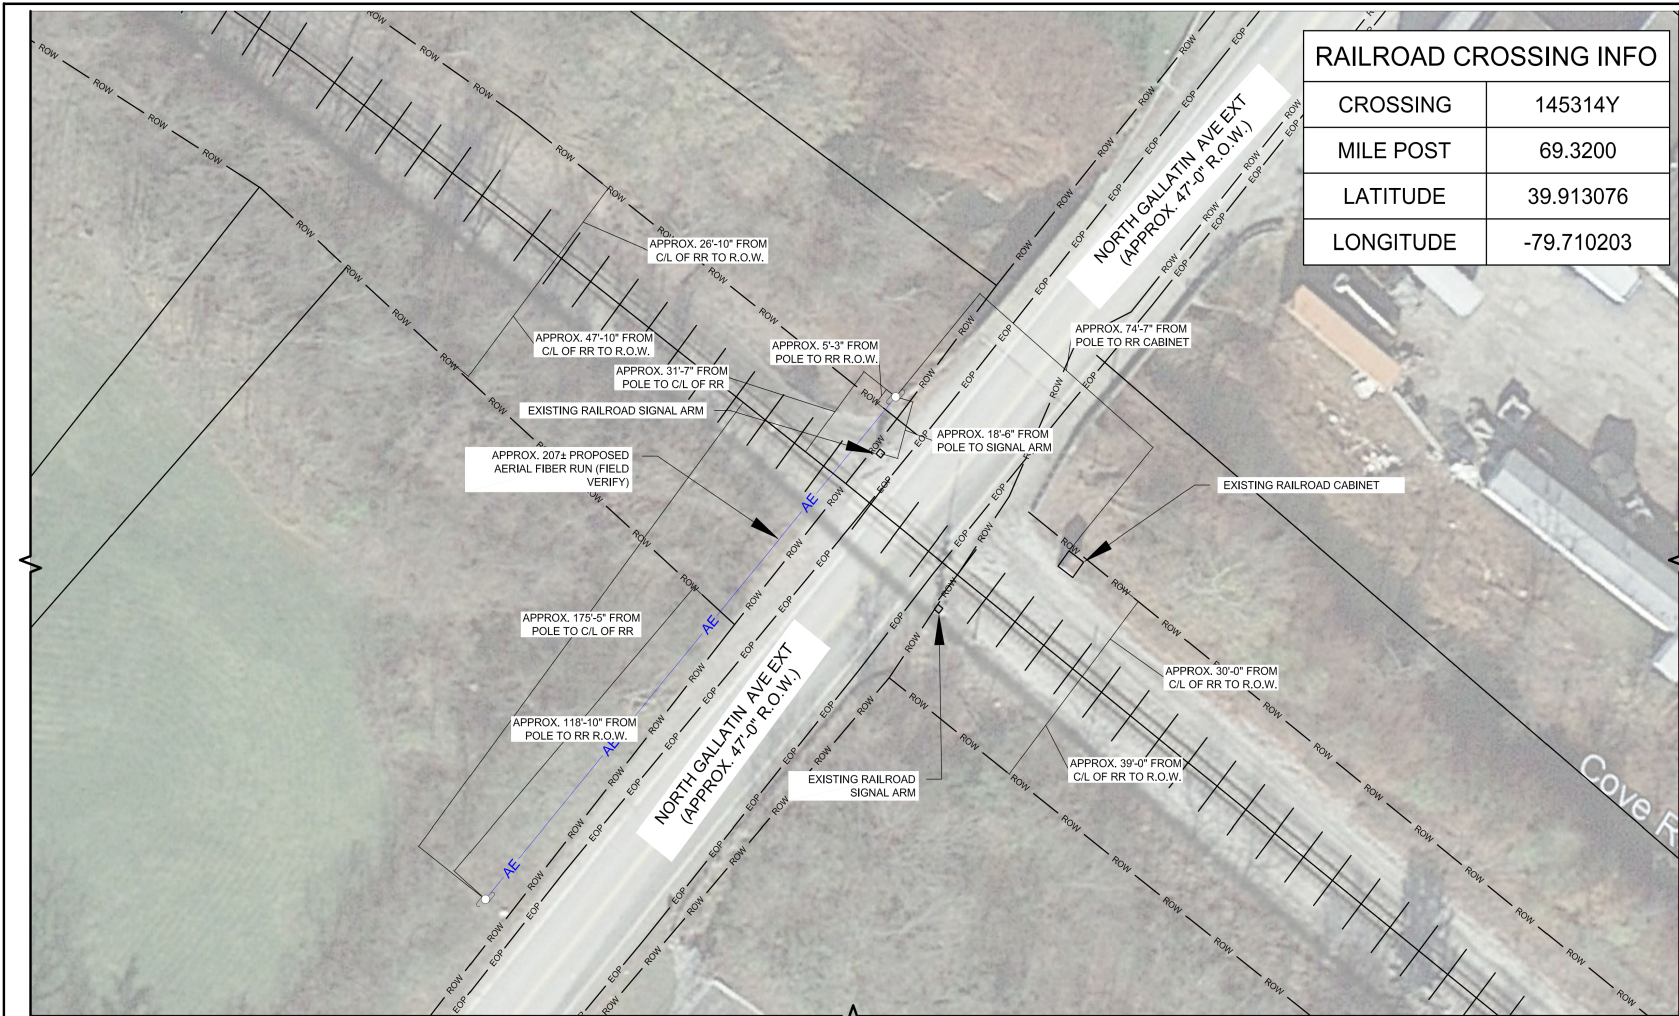 RAILROAD CROSSING INFO
CROSSING 145314Y
MILE POST 69.3200
LATITUDE 39.913076
LONGITUDE -79.710203
NORTH GALLATIN AVE EXT
(APPROX. 47'-0" R.O.W.)
APPROX. 26'-10" FROM
C/L OF RR TO R.O.W.
APPROX. 47'-10" FROM
C/L OF RR TO R.O.W.
APPROX. 5'-3" FROM
POLE TO RR R.O.W.
APPROX. 74'-7" FROM
POLE TO RR CABINET
APPROX. 31'-7" FROM
POLE TO C/L OF RR
EXISTING RAILROAD SIGNAL ARM
APPROX. 18'-6" FROM
POLE TO SIGNAL ARM
APPROX. 207± PROPOSED
AERIAL FIBER RUN (FIELD
VERIFY)
EXISTING RAILROAD CABINET
APPROX. 175'-5" FROM
POLE TO C/L OF RR
APPROX. 30'-0" FROM
C/L OF RR TO R.O.W.
APPROX. 118'-10" FROM
POLE TO RR R.O.W.
NORTH GALLATIN AVE EXT
(APPROX. 47'-0" R.O.W.)
APPROX. 39'-0" FROM
C/L OF RR TO R.O.W.
EXISTING RAILROAD
SIGNAL ARM
Cove
AE
AE
AE
AE
ROW
EOP